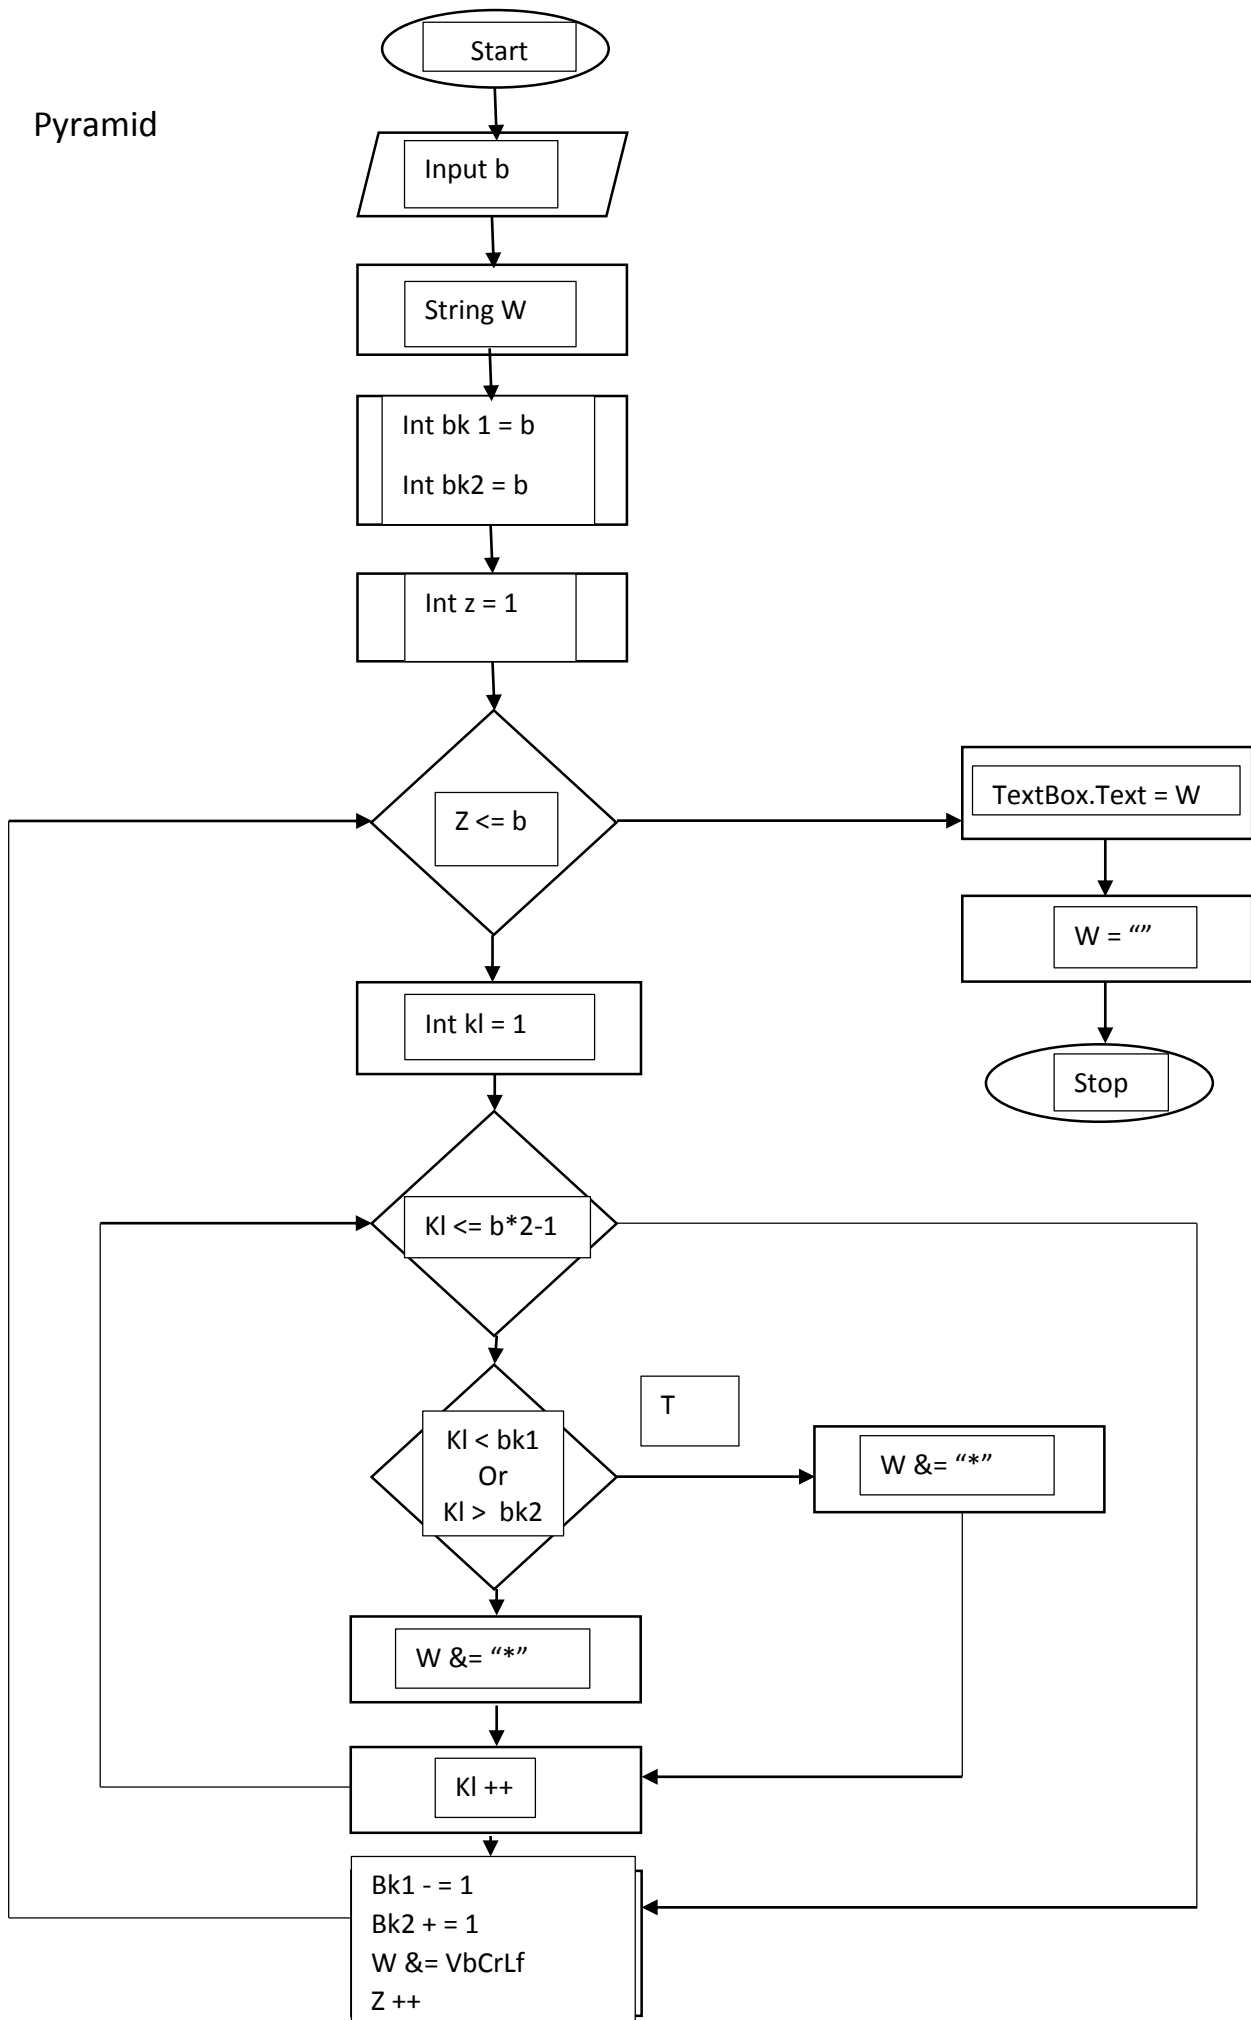 Start
Pyramid
Input b
String W
Int bk 1 = b
Int bk2 = b
Int z = 1
Z <= b
TextBox.Text = W
W = “”
Stop
Int kl = 1
Kl <= b*2-1
Kl < bk1
Or
Kl > bk2
T
W &= “*”
W &= “*”
Kl ++
Bk1 - = 1
Bk2 + = 1
W &= VbCrLf
Z ++